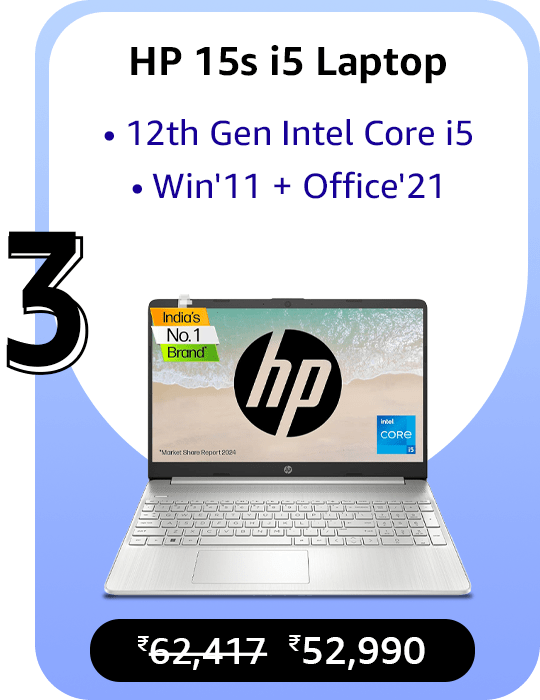 HP 15s i5 Laptop
• 12th Gen Intel Core i5
• Win'11 + Office'21
3
India's
No.1
Brand*
hp
intel
CORE
i5
*Market Share Report 2024
hp
₹62,417 ₹52,990